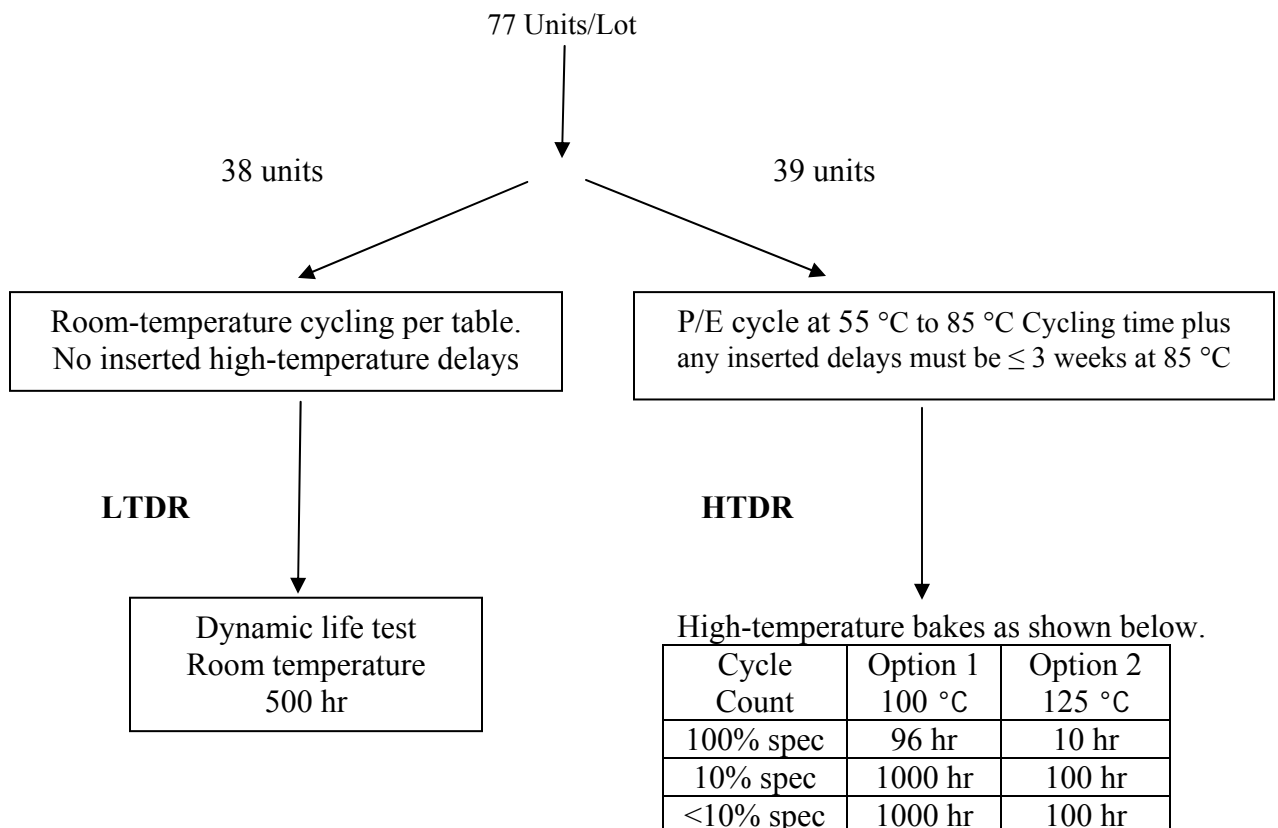 77 Units/Lot
38 units
39 units
Room-temperature cycling per table.
No inserted high-temperature delays
P/E cycle at 55 °C to 85 °C Cycling time plus
any inserted delays must be ≤ 3 weeks at 85 °C
LTDR
HTDR
Dynamic life test
Room temperature
500 hr
High-temperature bakes as shown below.
Cycle Count Option 1 100 °C Option 2 125 °C
100% spec 96 hr 10 hr
10% spec 1000 hr 100 hr
<10% spec 1000 hr 100 hr